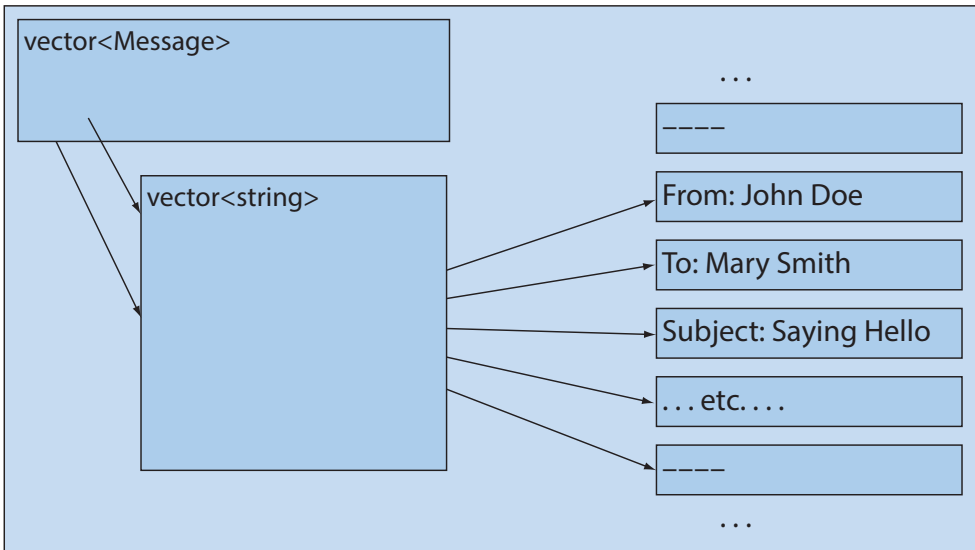 vector<Message>
vector<string>
...
----
From: John Doe
To: Mary Smith
Subject: Saying Hello
...etc....
----
...